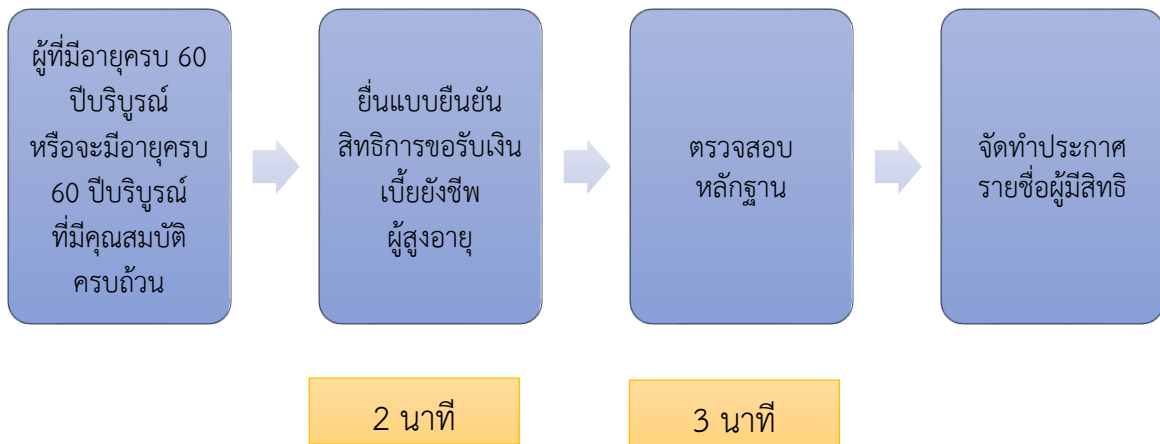 ผู้ที่มีอายุครบ 60
ปีบริบูรณ์
หรือจะมีอายุครบ
60 ปีบริบูรณ์
ที่มีคุณสมบัติ
ครบถ้วน
ยื่นแบบยืนยัน
สิทธิการขอรับเงิน
เบี้ยยังชีพ
ผู้สูงอายุ
ตรวจสอบ
หลักฐาน
จัดทำประกาศ
รายชื่อผู้มีสิทธิ
2 นาที
3 นาที